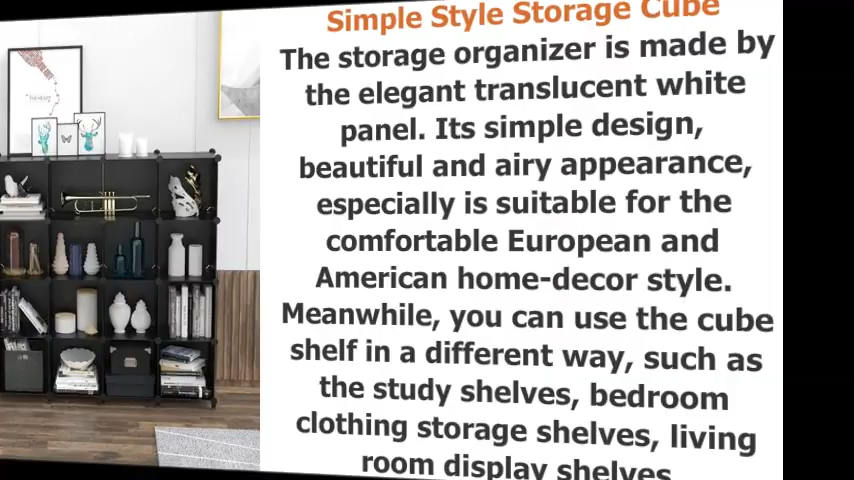 Simple Style Storage Cube
The storage organizer is made by
the elegant translucent white
panel. Its simple design,
beautiful and airy appearance,
especially is suitable for the
comfortable European and
American home-decor style.
Meanwhile, you can use the cube
shelf in a different way, such as
the study shelves, bedroom
clothing storage shelves, living
room display shelves